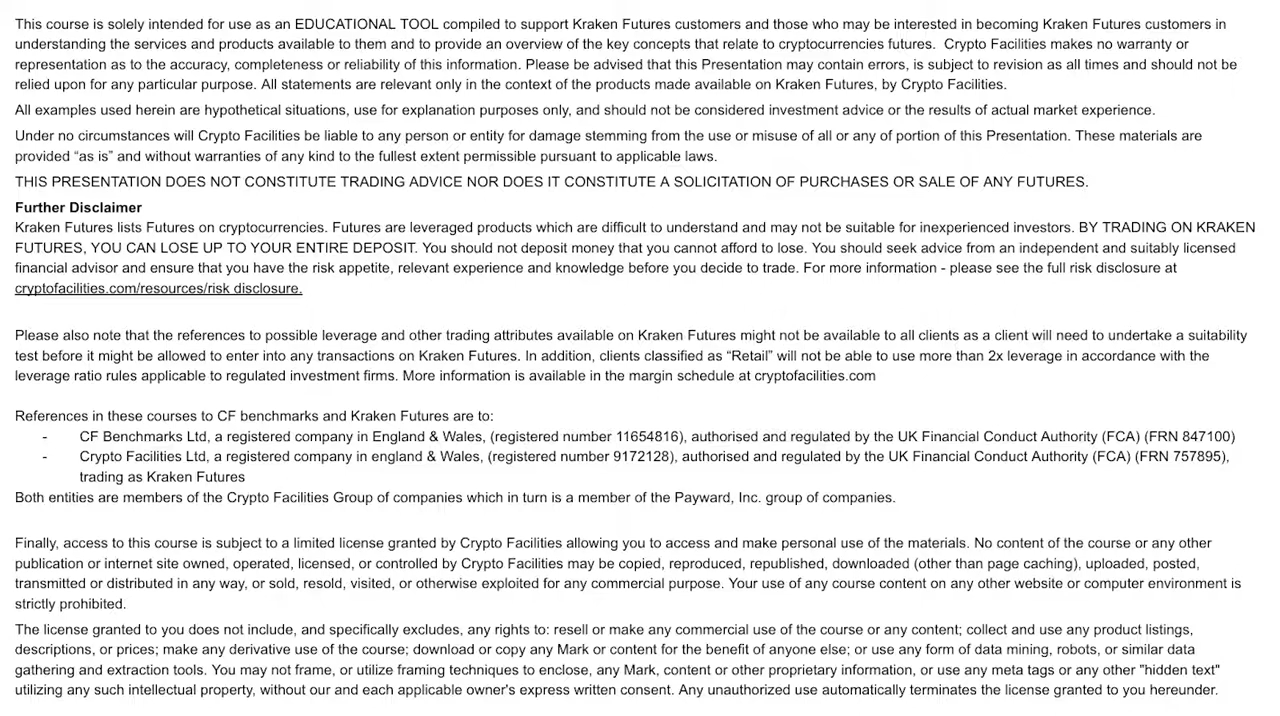 This course is solely intended for use as an EDUCATIONAL TOOL compiled to support Kraken Futures customers and those who may be interested in becoming Kraken Futures customers in
understanding the services and products available to them and to provide an overview of the key concepts that relate to cryptocurrencies futures.  Crypto Facilities makes no warranty or
representation as to the accuracy, completeness or reliability of this information. Please be advised that this Presentation may contain errors, is subject to revision as all times and should not be
relied upon for any particular purpose. All statements are relevant only in the context of the products made available on Kraken Futures, by Crypto Facilities.
All examples used herein are hypothetical situations, use for explanation purposes only, and should not be considered investment advice or the results of actual market experience.
Under no circumstances will Crypto Facilities be liable to any person or entity for damage stemming from the use or misuse of all or any of portion of this Presentation. These materials are
provided “as is” and without warranties of any kind to the fullest extent permissible pursuant to applicable laws.
THIS PRESENTATION DOES NOT CONSTITUTE TRADING ADVICE NOR DOES IT CONSTITUTE A SOLICITATION OF PURCHASES OR SALE OF ANY FUTURES.
Further Disclaimer
Kraken Futures lists Futures on cryptocurrencies. Futures are leveraged products which are difficult to understand and may not be suitable for inexperienced investors. BY TRADING ON KRAKEN
FUTURES, YOU CAN LOSE UP TO YOUR ENTIRE DEPOSIT. You should not deposit money that you cannot afford to lose. You should seek advice from an independent and suitably licensed
financial advisor and ensure that you have the risk appetite, relevant experience and knowledge before you decide to trade. For more information - please see the full risk disclosure at
cryptofacilities.com/resources/risk disclosure.
Please also note that the references to possible leverage and other trading attributes available on Kraken Futures might not be available to all clients as a client will need to undertake a suitability
test before it might be allowed to enter into any transactions on Kraken Futures. In addition, clients classified as “Retail” will not be able to use more than 2x leverage in accordance with the
leverage ratio rules applicable to regulated investment firms. More information is available in the margin schedule at cryptofacilities.com
References in these courses to CF benchmarks and Kraken Futures are to:
- CF Benchmarks Ltd, a registered company in England & Wales, (registered number 11654816), authorised and regulated by the UK Financial Conduct Authority (FCA) (FRN 847100)
- Crypto Facilities Ltd, a registered company in england & Wales, (registered number 9172128), authorised and regulated by the UK Financial Conduct Authority (FCA) (FRN 757895),
trading as Kraken Futures
Both entities are members of the Crypto Facilities Group of companies which in turn is a member of the Payward, Inc. group of companies.
Finally, access to this course is subject to a limited license granted by Crypto Facilities allowing you to access and make personal use of the materials. No content of the course or any other
publication or internet site owned, operated, licensed, or controlled by Crypto Facilities may be copied, reproduced, republished, downloaded (other than page caching), uploaded, posted,
transmitted or distributed in any way, or sold, resold, visited, or otherwise exploited for any commercial purpose. Your use of any course content on any other website or computer environment is
strictly prohibited.
The license granted to you does not include, and specifically excludes, any rights to: resell or make any commercial use of the course or any content; collect and use any product listings,
descriptions, or prices; make any derivative use of the course; download or copy any Mark or content for the benefit of anyone else; or use any form of data mining, robots, or similar data
gathering and extraction tools. You may not frame, or utilize framing techniques to enclose, any Mark, content or other proprietary information, or use any meta tags or any other "hidden text"
utilizing any such intellectual property, without our and each applicable owner's express written consent. Any unauthorized use automatically terminates the license granted to you hereunder.